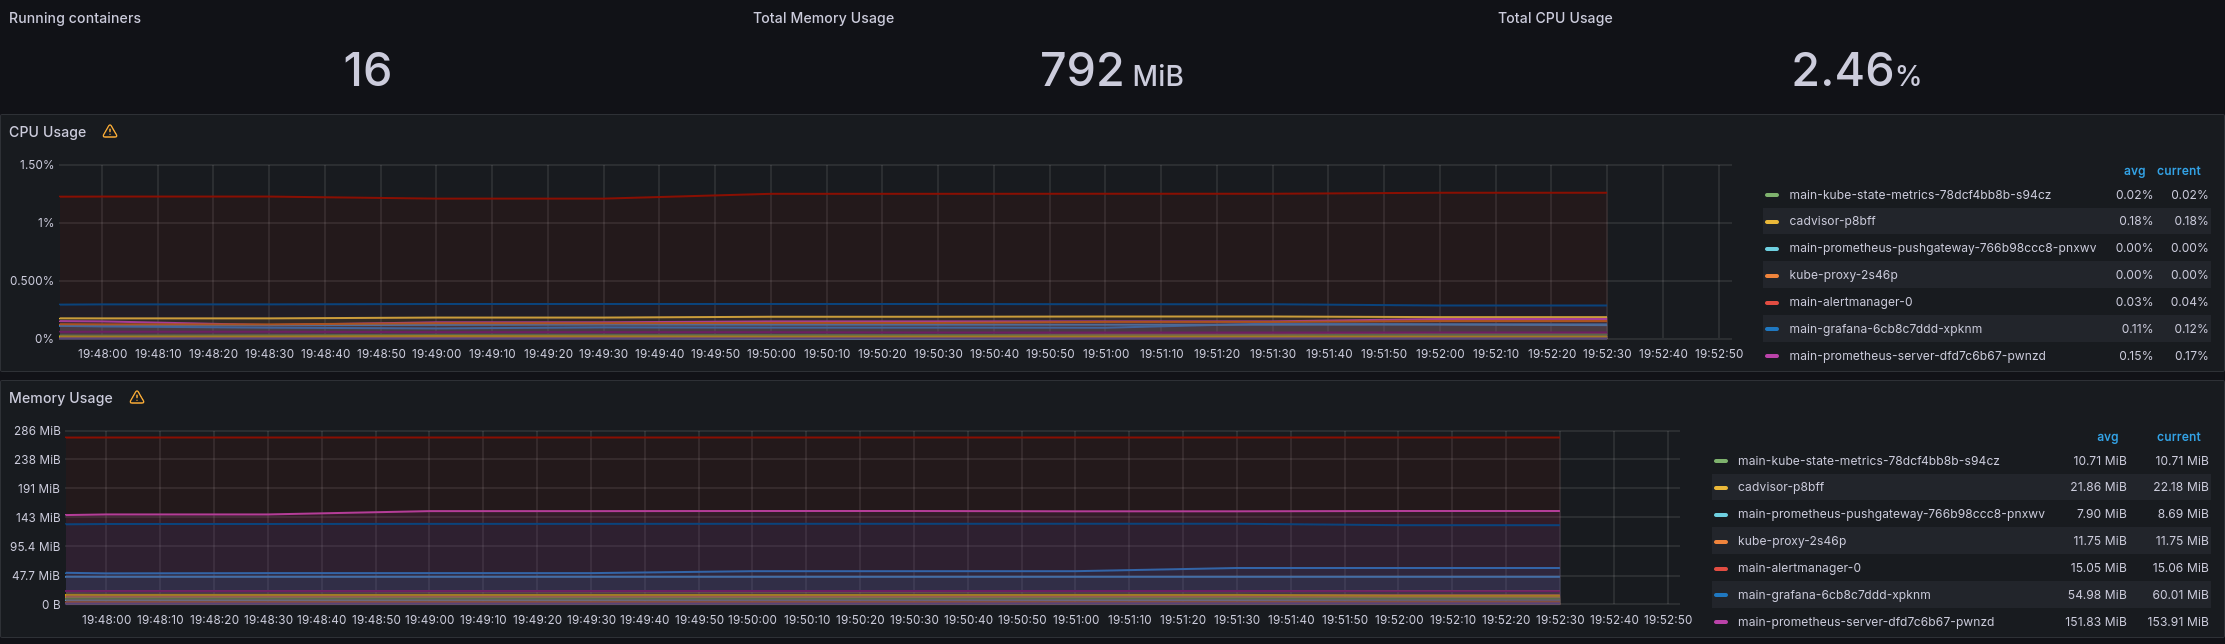 Running containers
Total Memory Usage
Total CPU Usage
16
792 MiB
2.46%
CPU Usage
1.50%
1%
0.500%
0%
19:48:00 19:48:10 19:48:20 19:48:30 19:48:40 19:48:50 19:49:00 19:49:10 19:49:20 19:49:30 19:49:40 19:49:50 19:50:00 19:50:10 19:50:20 19:50:30 19:50:40 19:50:50 19:51:00 19:51:10 19:51:20 19:51:30 19:51:40 19:51:50 19:52:00 19:52:10 19:52:20 19:52:30 19:52:40 19:52:50
avg current
main-kube-state-metrics-78dcf4bb8b-s94cz 0.02% 0.02%
cadvisor-p8bff 0.18% 0.18%
main-prometheus-pushgateway-766b98ccc8-pnxwv 0.00% 0.00%
kube-proxy-2s46p 0.00% 0.00%
main-alertmanager-0 0.03% 0.04%
main-grafana-6cb8c7ddd-xpknm 0.11% 0.12%
main-prometheus-server-dfd7c6b67-pwnzd 0.15% 0.17%
Memory Usage
286 MiB
238 MiB
191 MiB
143 MiB
95.4 MiB
47.7 MiB
0 B
19:48:00 19:48:10 19:48:20 19:48:30 19:48:40 19:48:50 19:49:00 19:49:10 19:49:20 19:49:30 19:49:40 19:49:50 19:50:00 19:50:10 19:50:20 19:50:30 19:50:40 19:50:50 19:51:00 19:51:10 19:51:20 19:51:30 19:51:40 19:51:50 19:52:00 19:52:10 19:52:20 19:52:30 19:52:40 19:52:50
avg current
main-kube-state-metrics-78dcf4bb8b-s94cz 10.71 MiB 10.71 MiB
cadvisor-p8bff 21.86 MiB 22.18 MiB
main-prometheus-pushgateway-766b98ccc8-pnxwv 7.90 MiB 8.69 MiB
kube-proxy-2s46p 11.75 MiB 11.75 MiB
main-alertmanager-0 15.05 MiB 15.06 MiB
main-grafana-6cb8c7ddd-xpknm 54.98 MiB 60.01 MiB
main-prometheus-server-dfd7c6b67-pwnzd 151.83 MiB 153.91 MiB